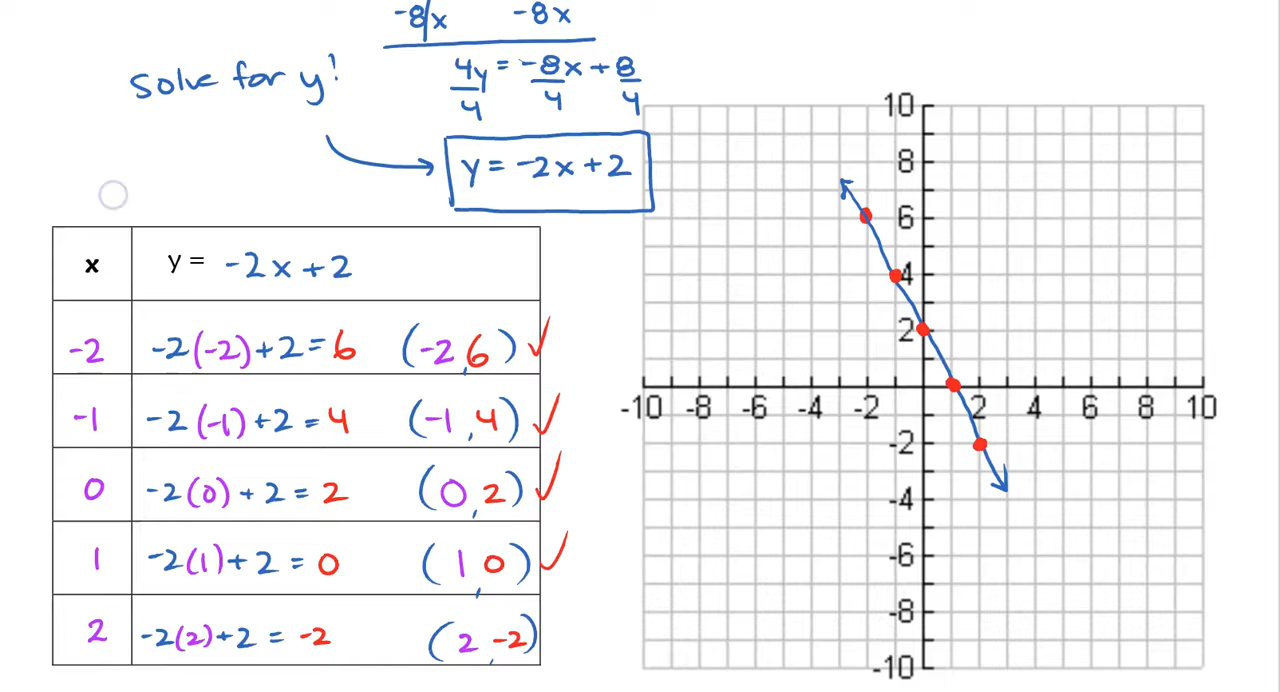 -8x -8x
solve for y!
4y = -8x + 8
4 4 4
y = -2x + 2
x y = -2x + 2
-2 -2(-2) + 2 = 6 (-2, 6) ✓
-1 -2(-1) + 2 = 4 (-1, 4) ✓
0 -2(0) + 2 = 2 (0, 2) ✓
1 -2(1) + 2 = 0 (1, 0) ✓
2 -2(2) + 2 = -2 (2, -2)
10
8
6
4
2
-10 -8 -6 -4 -2 2 4 6 8 10
-2
-4
-6
-8
-10